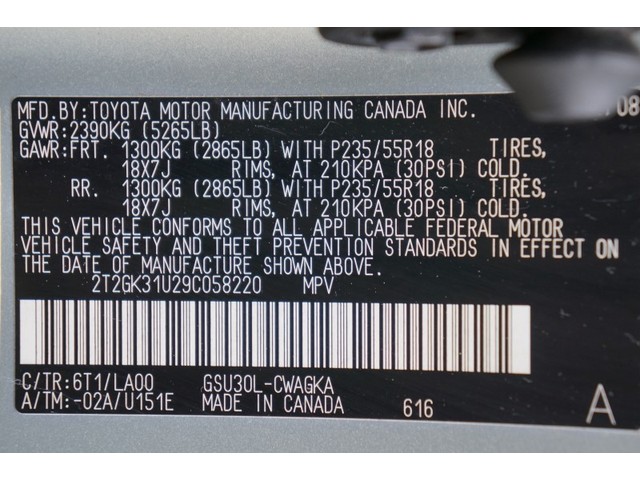 MFD.BY:TOYOTA MOTOR MANUFACTURING CANADA INC. 08
GVWR:2390KG (5265LB)
GAWR:FRT. 1300KG (2865LB) WITH P235/55R18 TIRES,
18X7J RIMS, AT 210KPA (30PSI) COLD.
RR. 1300KG (2865LB) WITH P235/55R18 TIRES,
18X7J RIMS, AT 210KPA (30PSI) COLD.
THIS VEHICLE CONFORMS TO ALL APPLICABLE FEDERAL MOTOR
VEHICLE SAFETY AND THEFT PREVENTION STANDARDS IN EFFECT ON
THE DATE OF MANUFACTURE SHOWN ABOVE.
2T2GK31U29C058220 MPV
C/TR:6T1/LA00 GSU30L-CWAGKA
A/TM:-02A/U151E MADE IN CANADA 616 A